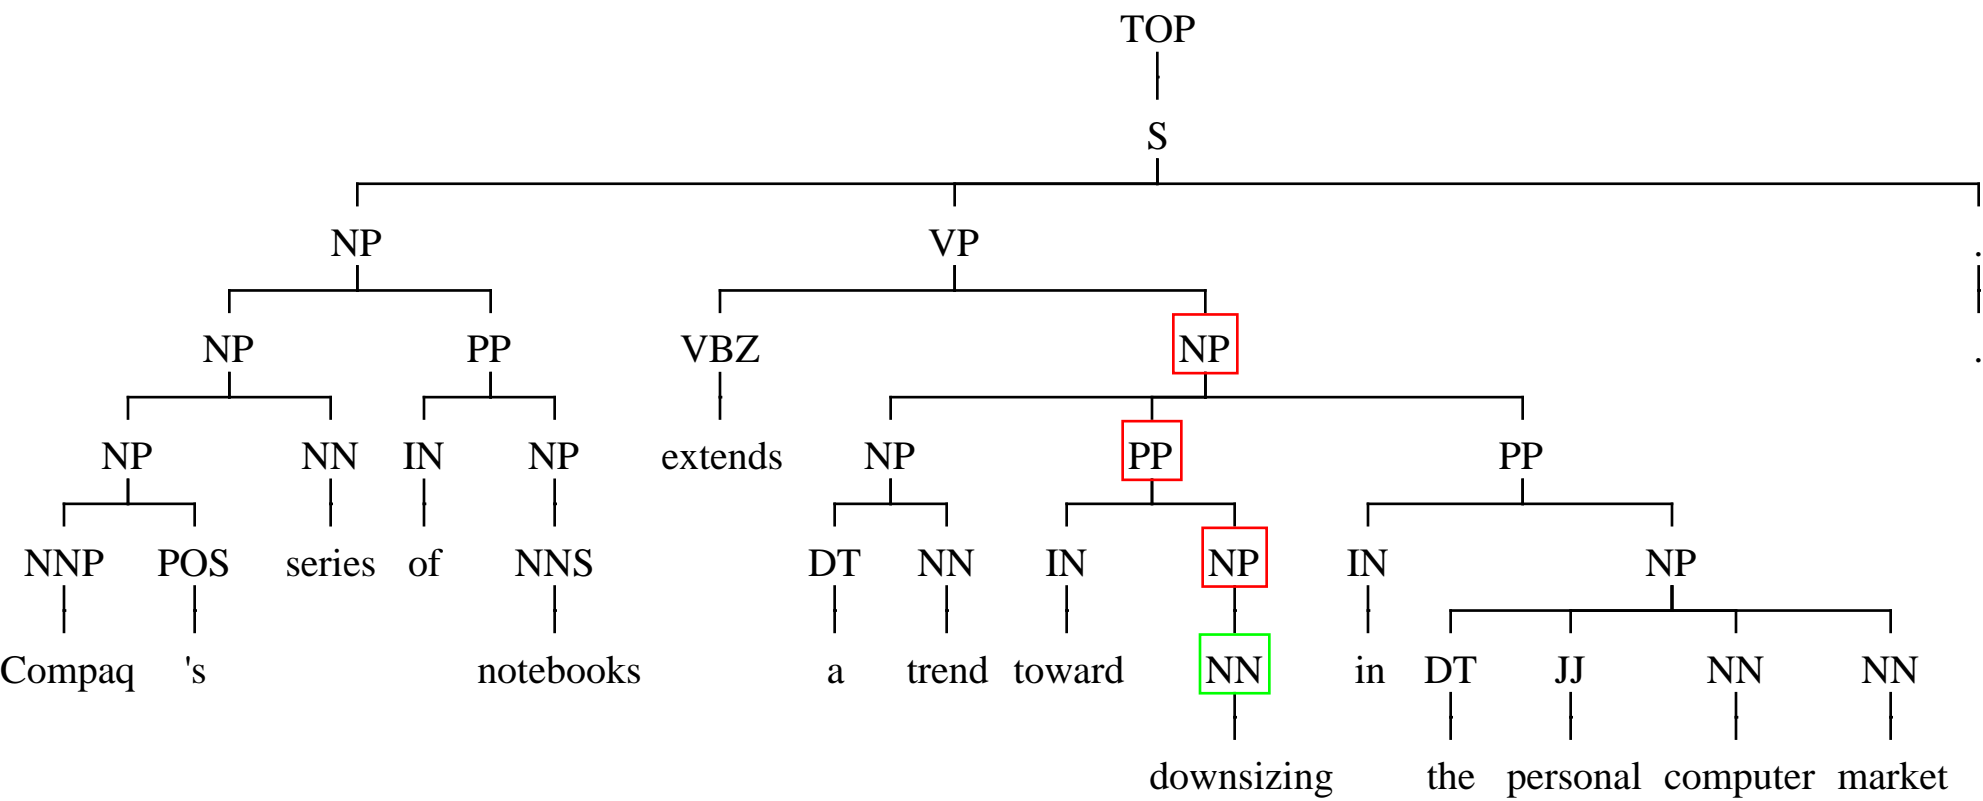 TOP
S
NP VP .
NP PP VBZ NP .
NP NN IN NP extends NP PP PP
NNP POS series of NNS DT NN IN NP IN NP
Compaq 's notebooks a trend toward NN in DT JJ NN NN
downsizing the personal computer market